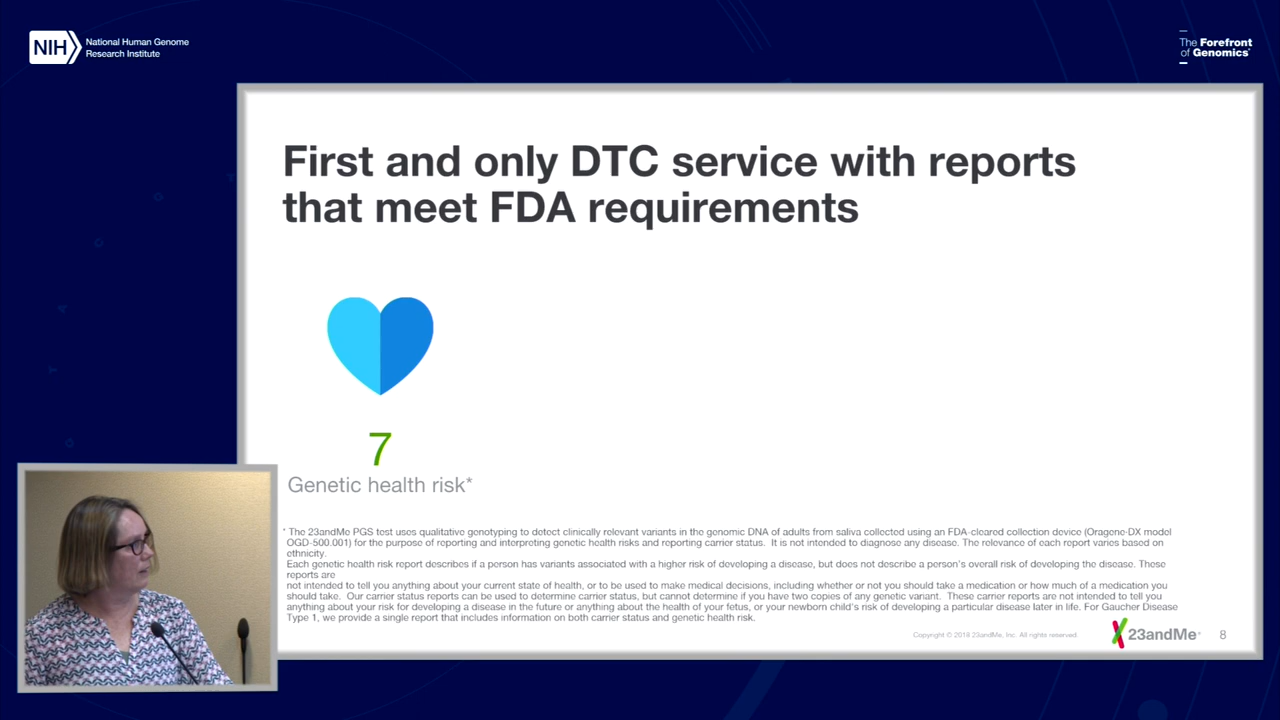 NIH
National Human Genome
Research Institute
The Forefront
of Genomics®
First and only DTC service with reports
that meet FDA requirements
7
Genetic health risk*
* The 23andMe PGS test uses qualitative genotyping to detect clinically relevant variants in the genomic DNA of adults from saliva collected using an FDA-cleared collection device (Oragene-DX model
OGD-500.001) for the purpose of reporting and interpreting genetic health risks and reporting carrier status. It is not intended to diagnose any disease. The relevance of each report varies based on
ethnicity.
Each genetic health risk report describes if a person has variants associated with a higher risk of developing a disease, but does not describe a person's overall risk of developing the disease. These
reports are
not intended to tell you anything about your current state of health, or to be used to make medical decisions, including whether or not you should take a medication or how much of a medication you
should take. Our carrier status reports can be used to determine carrier status, but cannot determine if you have two copies of any genetic variant. These carrier reports are not intended to tell you
anything about your risk for developing a disease in the future or anything about the health of your fetus, or your newborn child's risk of developing a particular disease later in life. For Gaucher Disease
Type 1, we provide a single report that includes information on both carrier status and genetic health risk.
Copyright © 2019 23andMe, Inc. All rights reserved.
23andMe
8